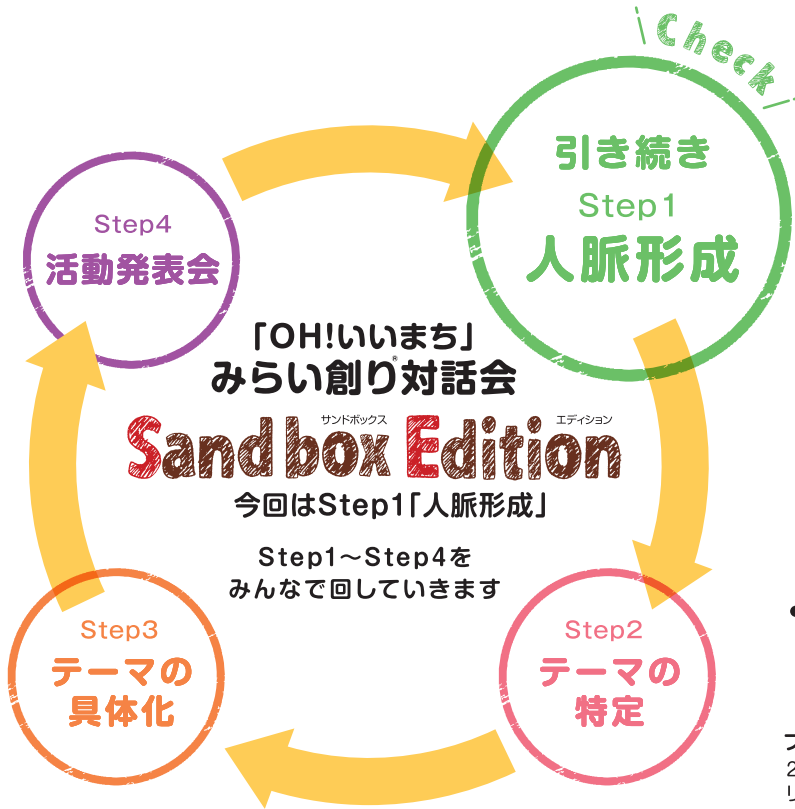 Check
引き続き
Step1
人脈形成
Step4
活動発表会
「OH!いいまち」
みらい創り®対話会
サンドボックス エディション
Sandbox Edition
今回はStep1「人脈形成」
Step1～Step4を
みんなで回していきます
Step3
テーマの
具体化
Step2
テーマの
特定